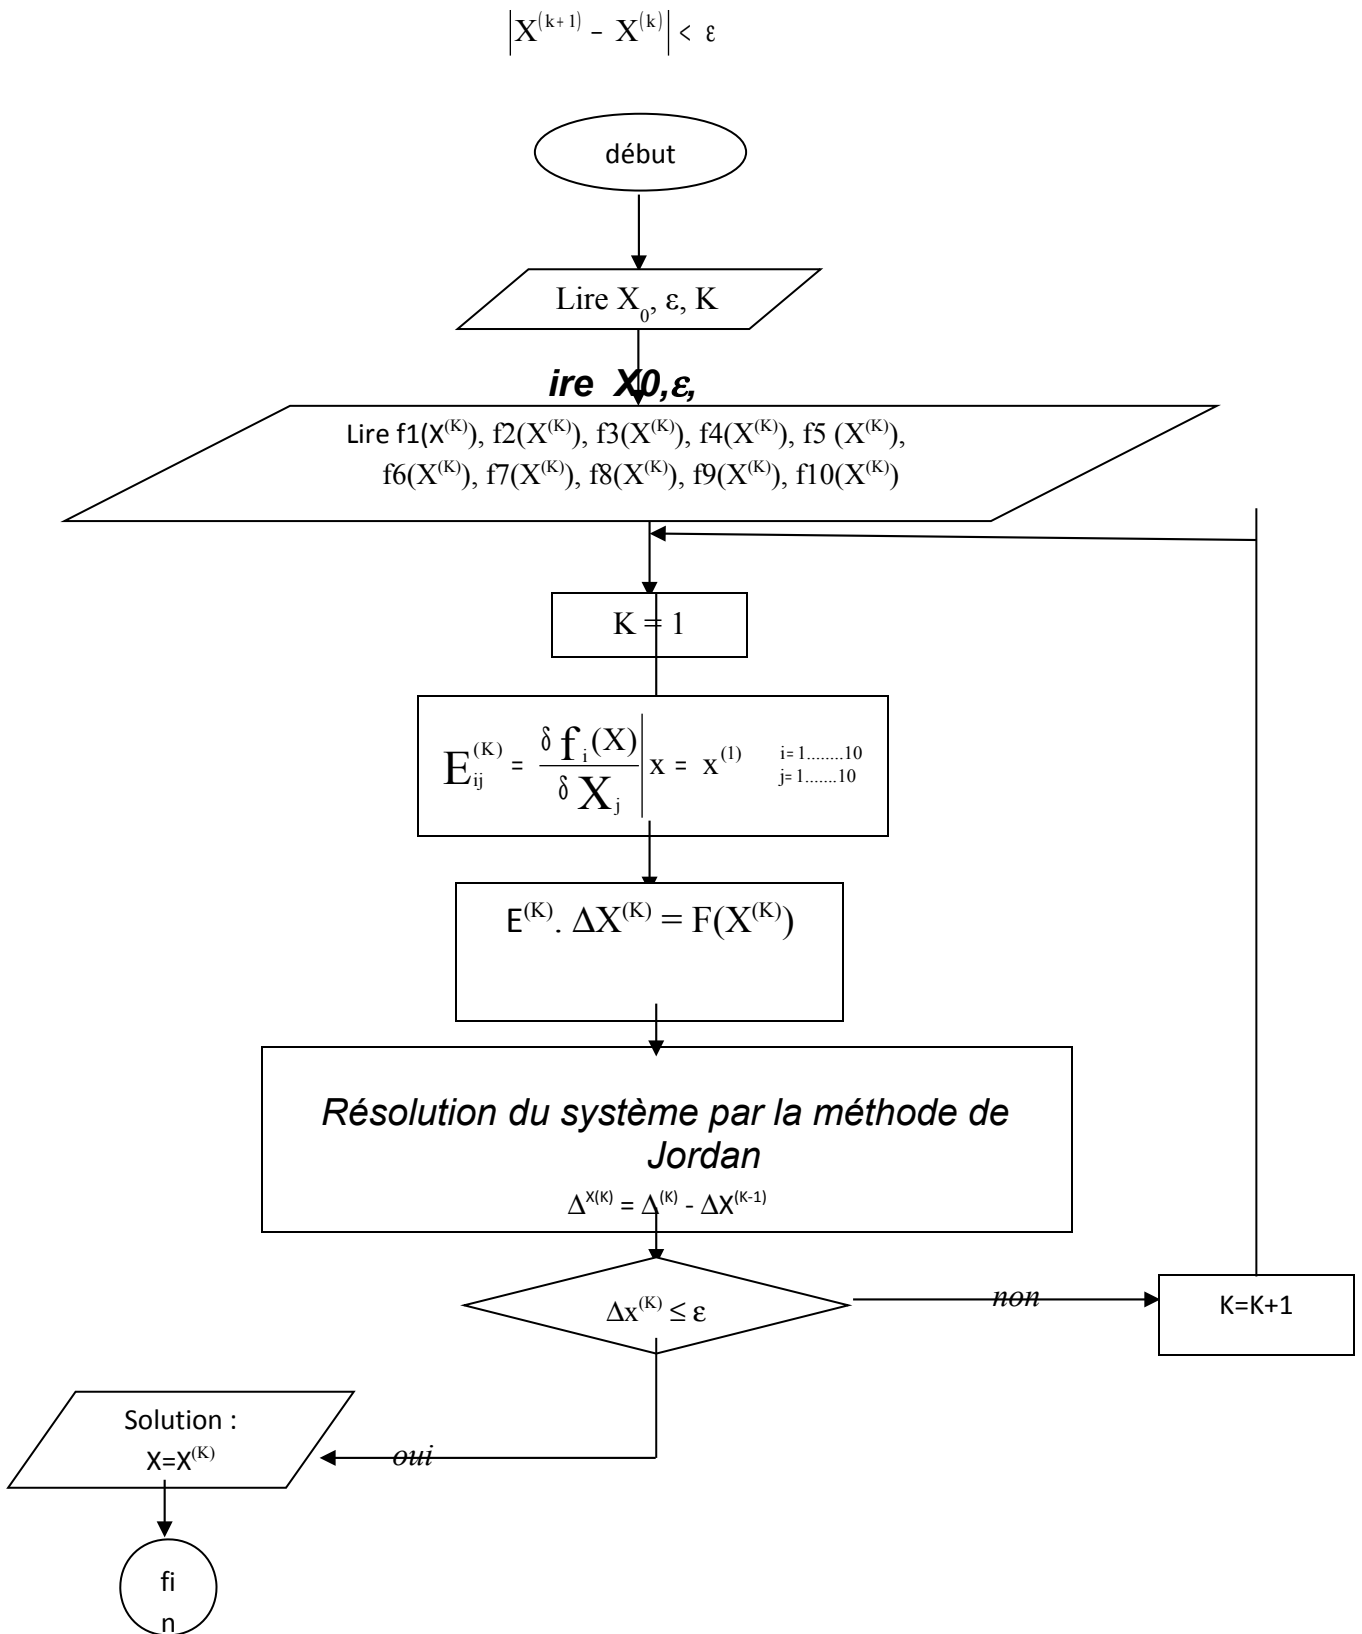 |X^(k+1) − X^(k)| < ε
début
Lire X₀, ε, K
ire X0,ε,
Lire f1(X^(K)), f2(X^(K)), f3(X^(K)), f4(X^(K)), f5 (X^(K)),
f6(X^(K)), f7(X^(K)), f8(X^(K)), f9(X^(K)), f10(X^(K))
K = 1
E_ij^(K) = δ f_i(X) / δ X_j | x = x^(1) i= 1........10
j= 1.......10
E^(K). ΔX^(K) = F(X^(K))
Résolution du système par la méthode de
Jordan
Δ^X(K) = Δ^(K) - ΔX^(K-1)
Δx^(K) ≤ ε
non
K=K+1
Solution :
X=X^(K)
oui
fi
n